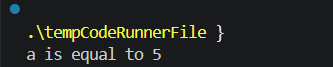 .\tempCodeRunnerFile }
a is equal to 5